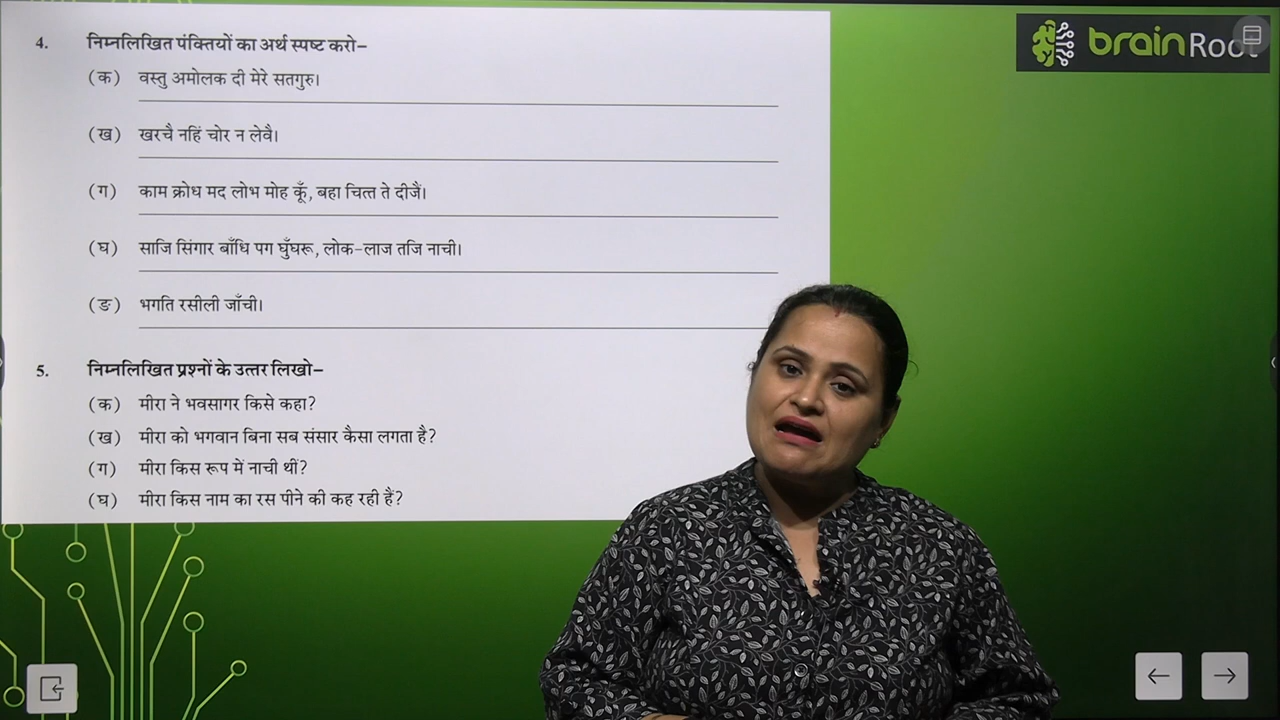 brainRoot
4. निम्नलिखित पंक्तियों का अर्थ स्पष्ट करो–
(क) वस्तु अमोलक दी मेरे सतगुरु।
(ख) खरचै नहिं चोर न लेवै।
(ग) काम क्रोध मद लोभ मोह कूँ, बहा चित्त ते दीजैं।
(घ) साजि सिंगार बाँधि पग घुँघरू, लोक-लाज तजि नाची।
(ङ) भगति रसीली जाँची।
5. निम्नलिखित प्रश्नों के उत्तर लिखो–
(क) मीरा ने भवसागर किसे कहा?
(ख) मीरा को भगवान बिना सब संसार कैसा लगता है?
(ग) मीरा किस रूप में नाची थीं?
(घ) मीरा किस नाम का रस पीने की कह रही हैं?